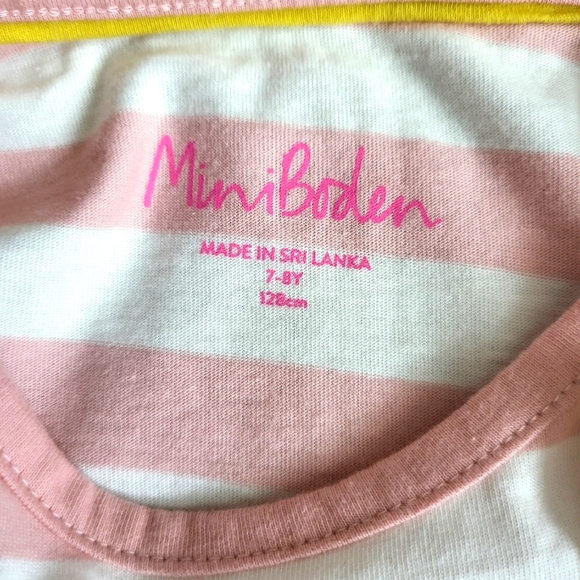 MiniBoden
MADE IN SRI LANKA
7-8Y
128cm